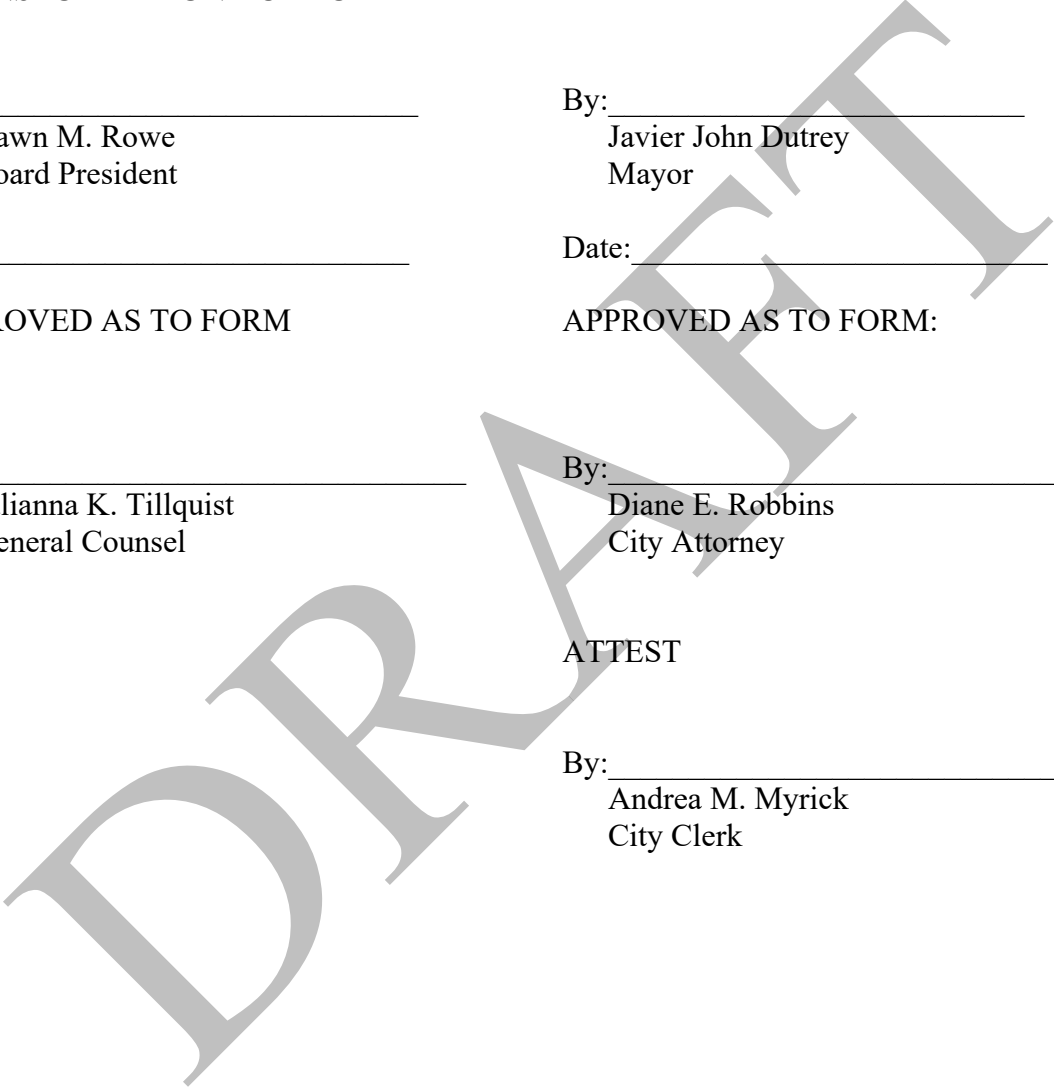 By:
awn M. Rowe
Javier John Dutrey
oard President
Mayor
Date:
ROVED AS TO FORM
APPROVED AS TO FORM:
By:
lianna K. Tillquist
Diane E. Robbins
eneral Counsel
City Attorney
ATTEST
By:
Andrea M. Myrick
City Clerk
DRAFT